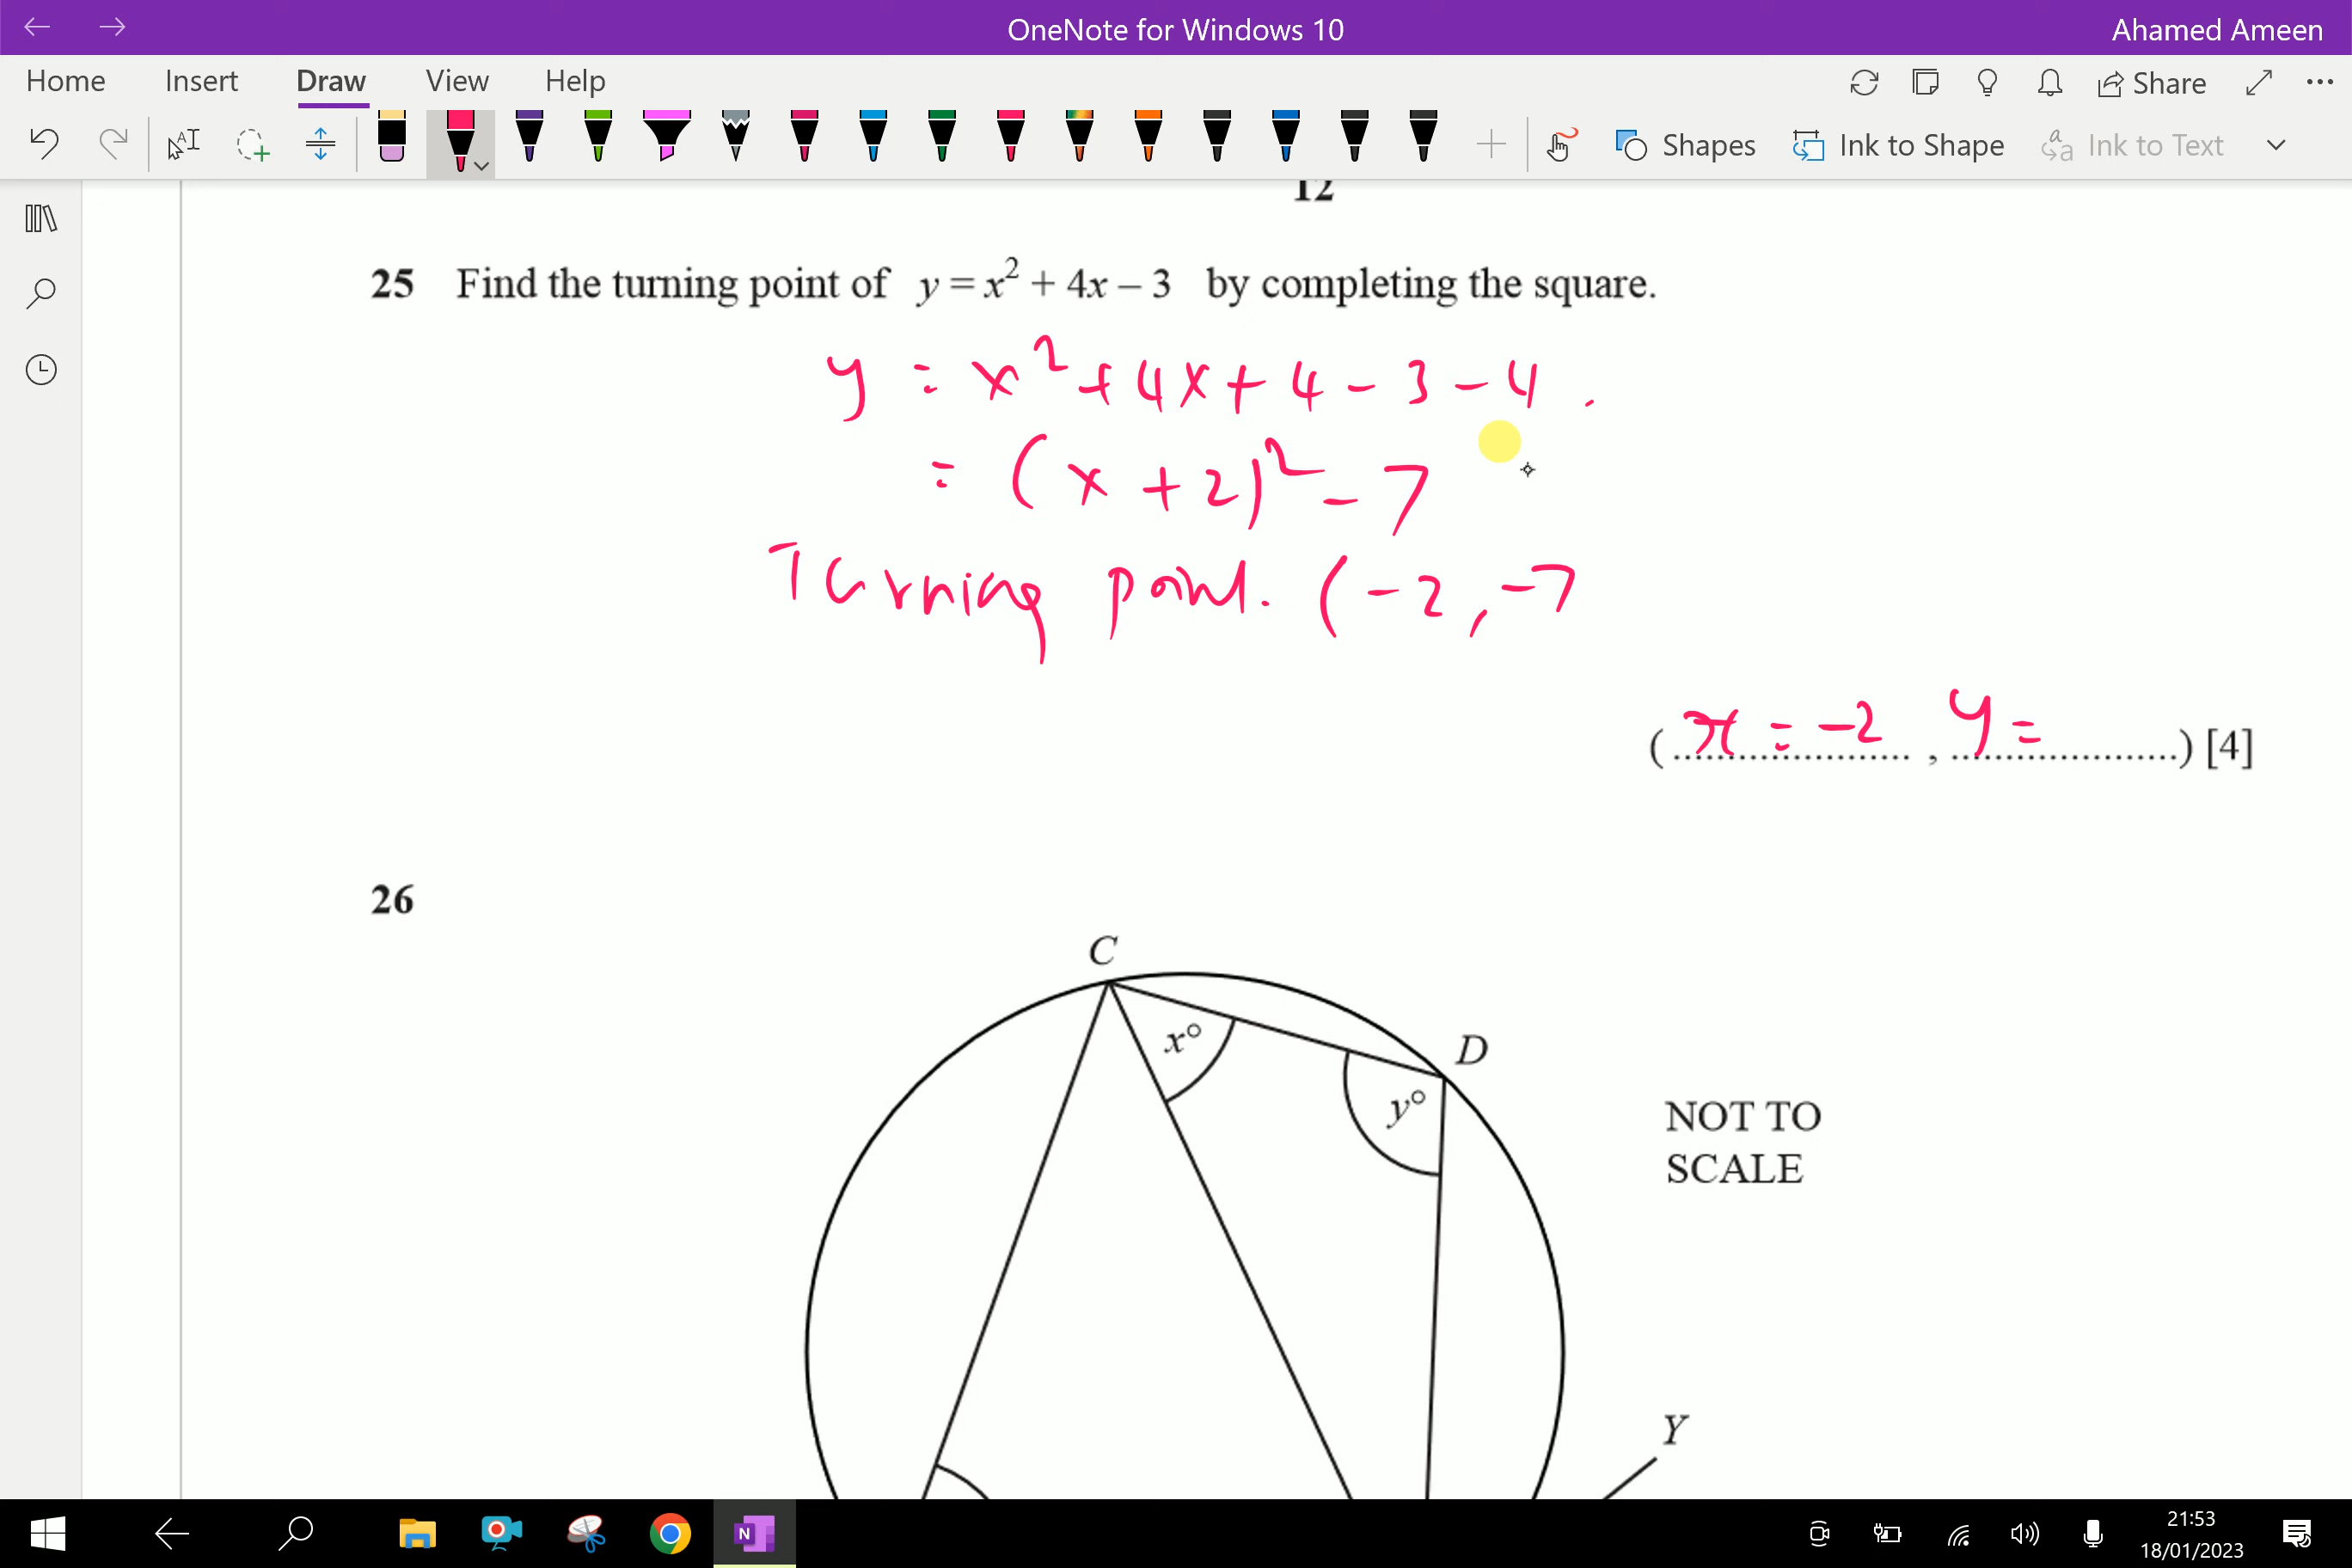 OneNote for Windows 10 Ahamed Ameen
Home Insert Draw View Help Share
Shapes Ink to Shape Ink to Text
12
25 Find the turning point of y = x² + 4x – 3 by completing the square.
y = x² + 4x + 4 - 3 - 4 .
= (x + 2)² - 7
Turning point. (-2, -7
( x = -2 , y = ) [4]
26
C
x° D
y°
NOT TO
SCALE
Y
21:53
18/01/2023